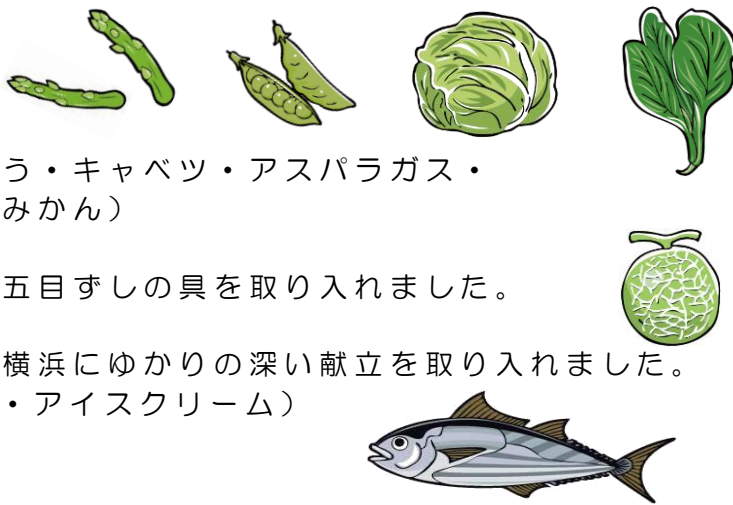 う・キャベツ・アスパラガス・
みかん）
五目ずしの具を取り入れました。
横浜にゆかりの深い献立を取り入れました。
・アイスクリーム）